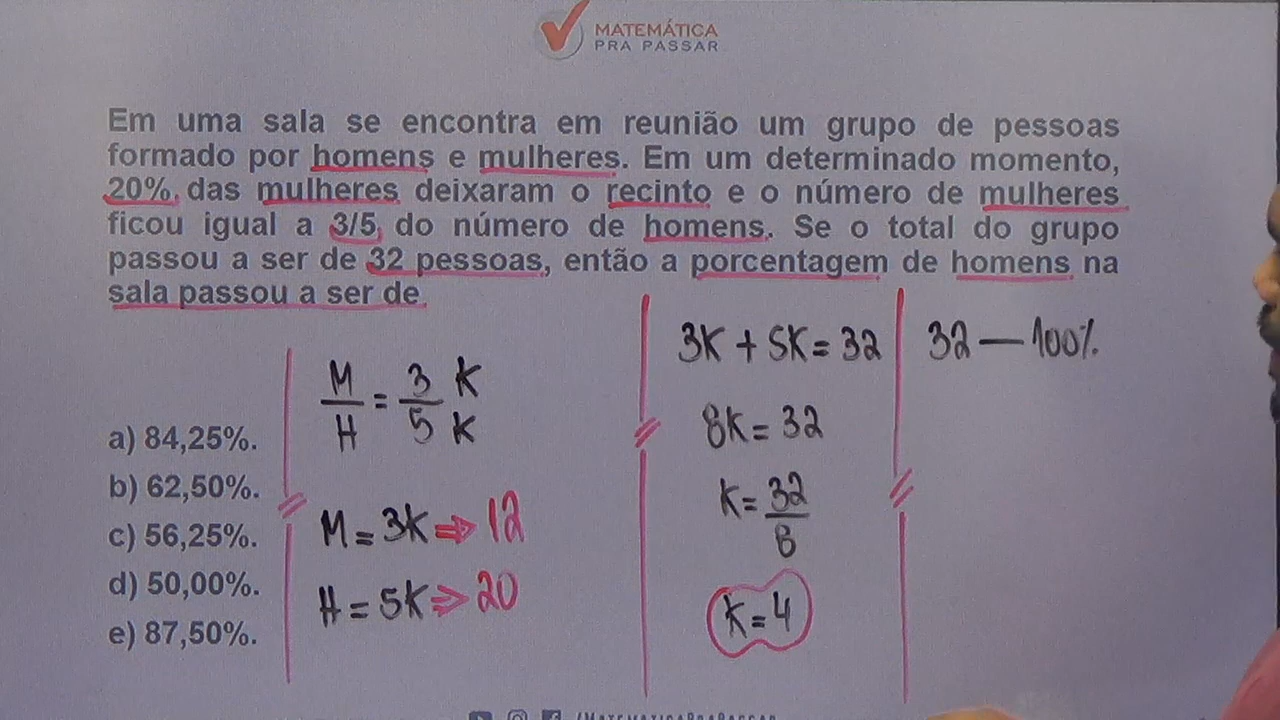 MATEMÁTICA
PRA PASSAR
Em uma sala se encontra em reunião um grupo de pessoas
formado por homens e mulheres. Em um determinado momento,
20% das mulheres deixaram o recinto e o número de mulheres
ficou igual a 3/5 do número de homens. Se o total do grupo
passou a ser de 32 pessoas, então a porcentagem de homens na
sala passou a ser de
a) 84,25%.
b) 62,50%.
c) 56,25%.
d) 50,00%.
e) 87,50%.
M/H = 3/5 K/K
M = 3K ⇒ 12
H = 5K ⇒ 20
3K + 5K = 32
8K = 32
K = 32/8
K = 4
32 — 100%
/MATEMATICAPRAPASSAR